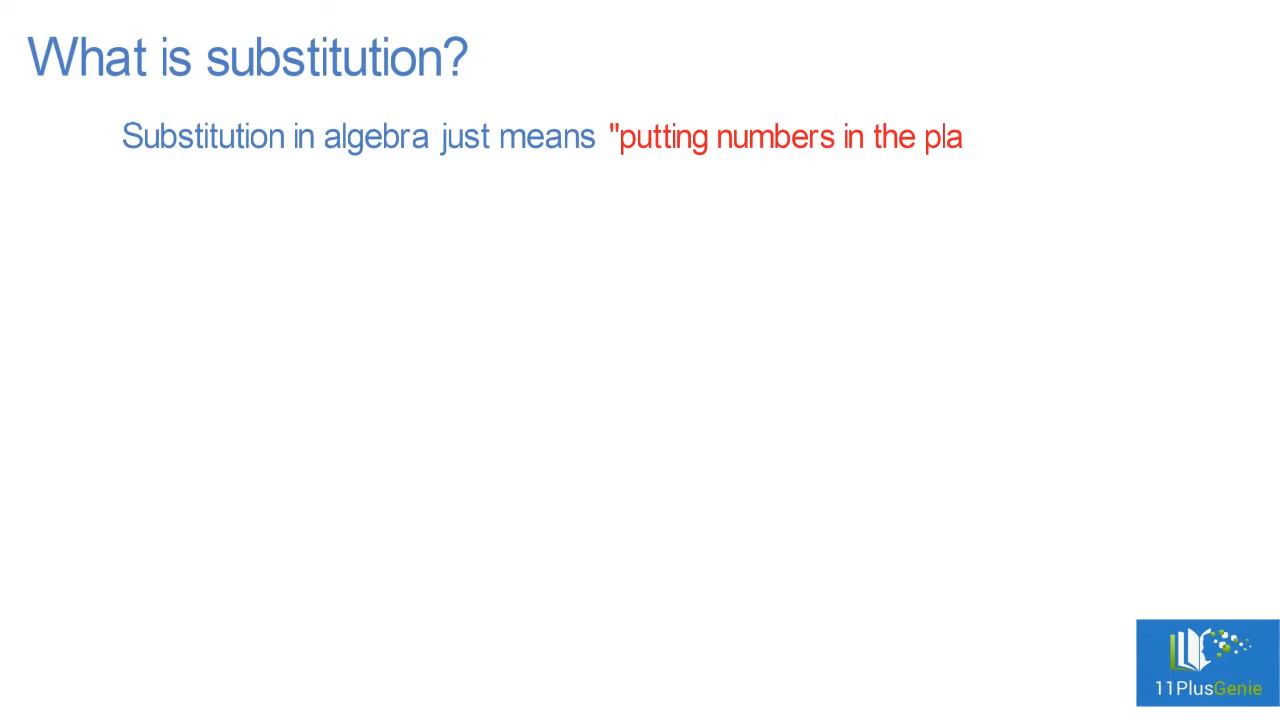 What is substitution?
Substitution in algebra just means "putting numbers in the pla
11PlusGenie